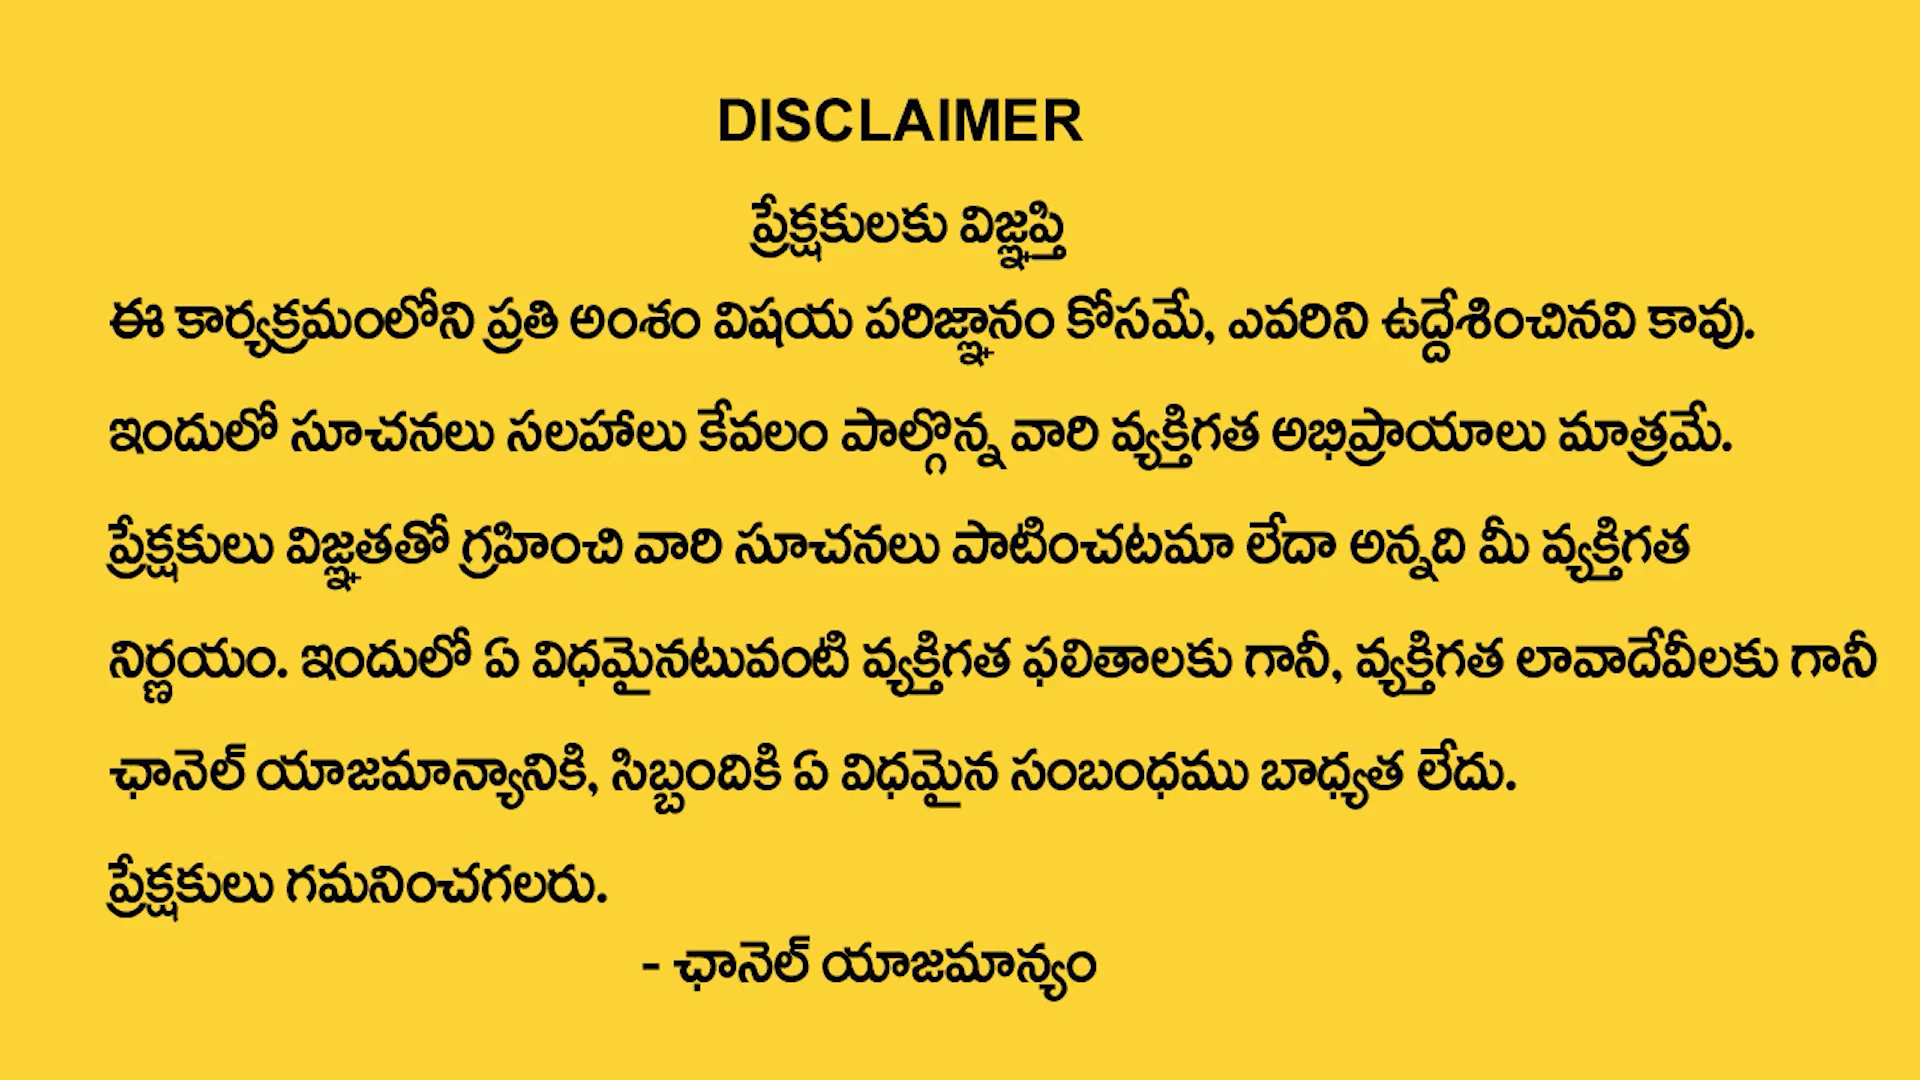 DISCLAIMER
ప్రేక్షకులకు విజ్ఞప్తి
ఈ కార్యక్రమంలోని ప్రతి అంశం విషయ పరిజ్ఞానం కోసమే, ఎవరిని ఉద్దేశించినవి కావు.
ఇందులో సూచనలు సలహాలు కేవలం పాల్గొన్న వారి వ్యక్తిగత అభిప్రాయాలు మాత్రమే.
ప్రేక్షకులు విజ్ఞతతో గ్రహించి వారి సూచనలు పాటించటమా లేదా అన్నది మీ వ్యక్తిగత
నిర్ణయం. ఇందులో ఏ విధమైనటువంటి వ్యక్తిగత ఫలితాలకు గానీ, వ్యక్తిగత లావాదేవీలకు గానీ
ఛానెల్ యాజమాన్యానికి, సిబ్బందికి ఏ విధమైన సంబంధము బాధ్యత లేదు.
ప్రేక్షకులు గమనించగలరు.
- ఛానెల్ యాజమాన్యం